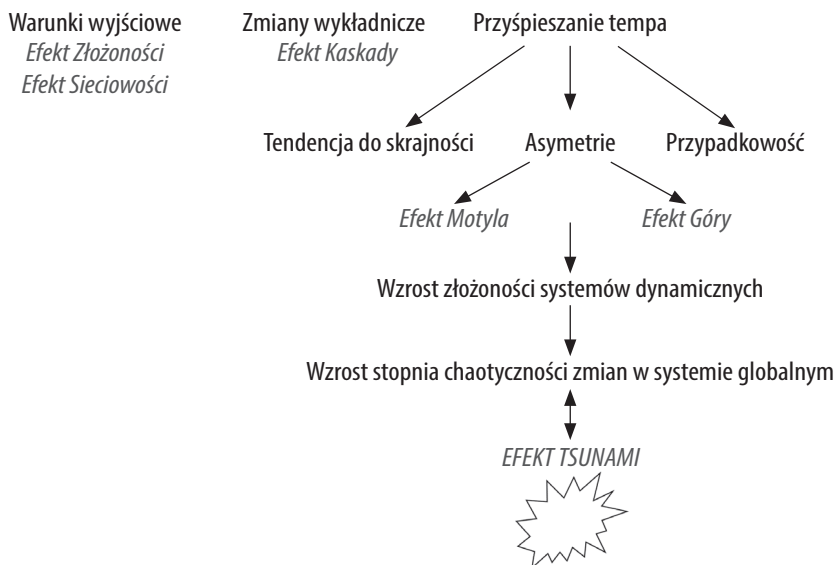 Warunki wyjściowe
Efekt Złożoności
Efekt Sieciowości
Zmiany wykładnicze
Efekt Kaskady
Przyśpieszanie tempa
Tendencja do skrajności
Asymetrie
Przypadkowość
Efekt Motyla
Efekt Góry
Wzrost złożoności systemów dynamicznych
Wzrost stopnia chaotyczności zmian w systemie globalnym
EFEKT TSUNAMI